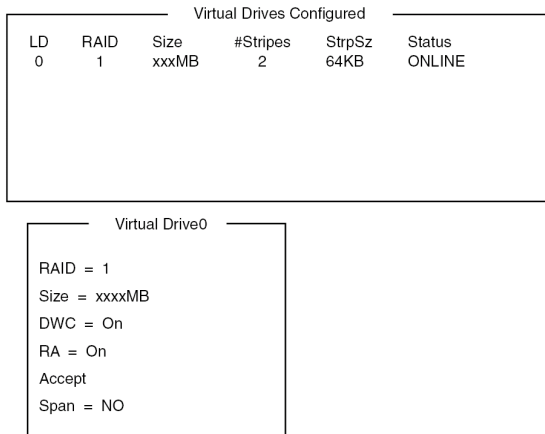 Virtual Drives Configured
LD RAID Size #Stripes StrpSz Status
0 1 xxxMB 2 64KB ONLINE
Virtual Drive0
RAID = 1
Size = xxxxMB
DWC = On
RA = On
Accept
Span = NO